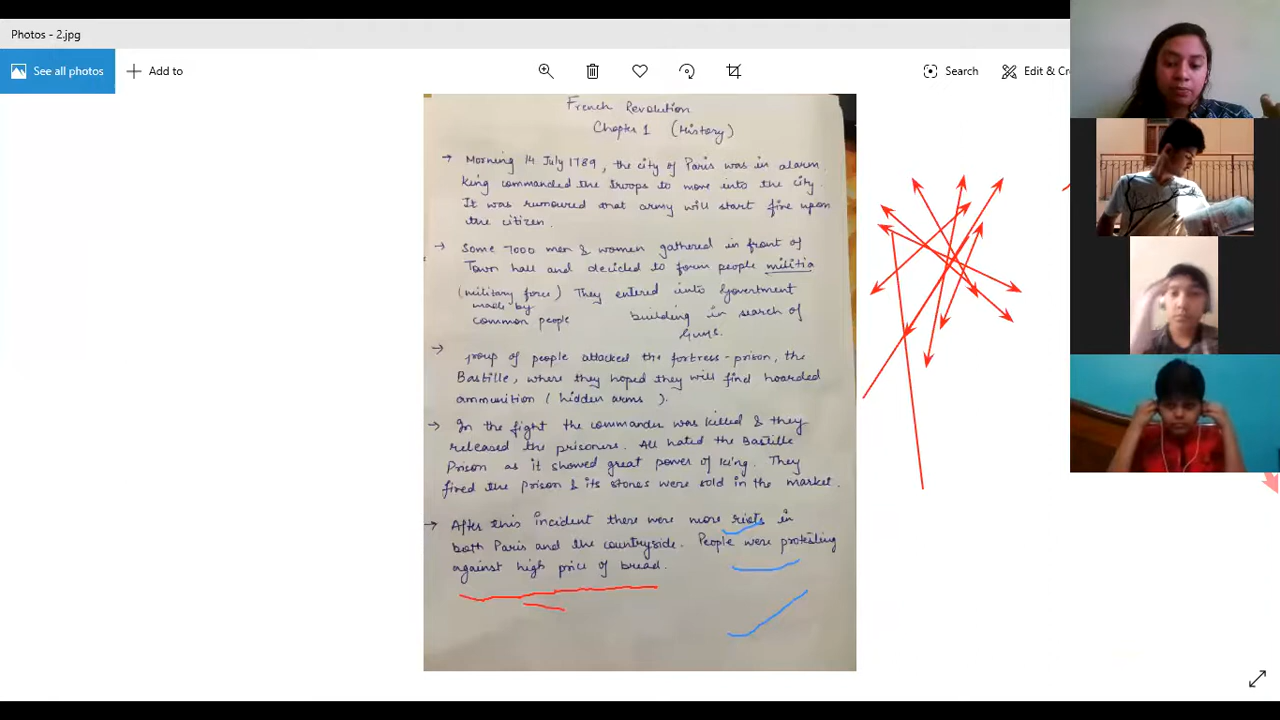 Photos - 2.jpg
See all photos
Add to
Search
Edit & Cr
French Revolution
Chapter 1 (History)
→ Morning 14 July 1789, the city of Paris was in alarm.
King commanded the troops to move into the city.
It was rumoured that army will start fire upon
the citizen.
→ Some 7000 men & women gathered in front of
Town hall and decided to form people militia
(military force) They entered into Government
made by
common people building in search of
Guns.
→ group of people attacked the fortress-prison, the
Bastille, where they hoped they will find hoarded
ammunition (hidden arms ).
→ In the fight the commander was killed & they
released the prisoners. All hated the Bastille
Prison as it showed great power of king. They
fired the prison & its stones were sold in the market.
→ After this incident there were more riots in
both Paris and the countryside. People were protesting
against high price of bread.